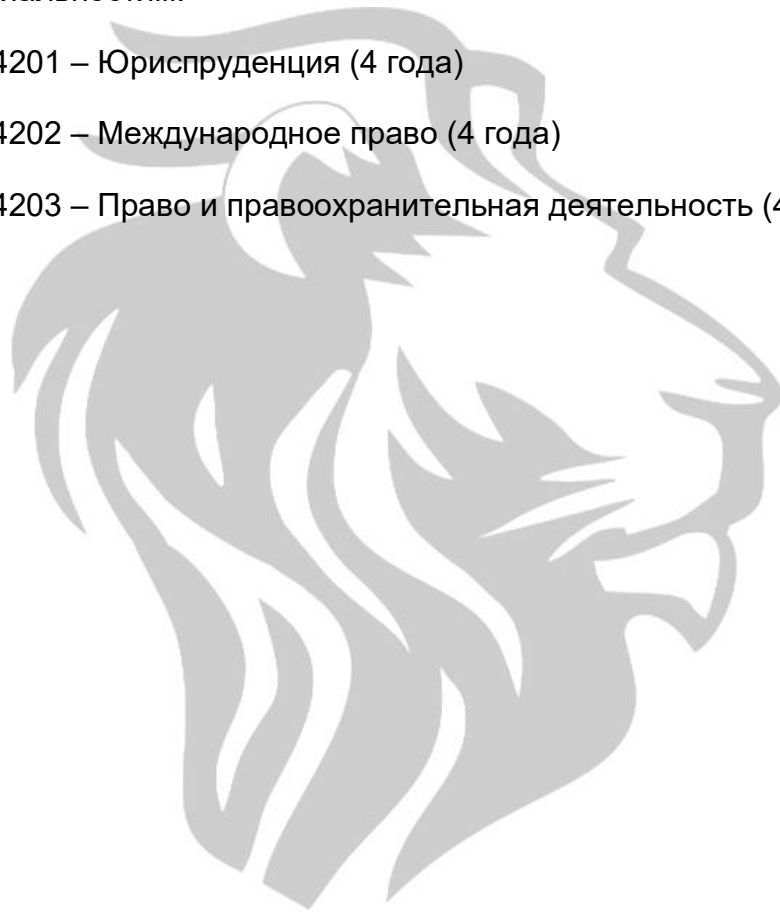 4201 – Юриспруденция (4 года)
4202 – Международное право (4 года)
4203 – Право и правоохранительная деятельность (4